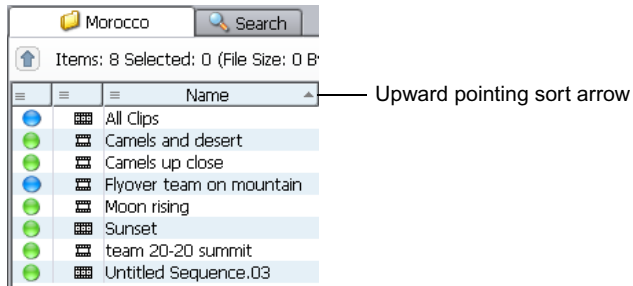 Morocco
Search
Items: 8 Selected: 0 (File Size: 0 B
Name
Upward pointing sort arrow
All Clips
Camels and desert
Camels up close
Flyover team on mountain
Moon rising
Sunset
team 20-20 summit
Untitled Sequence.03